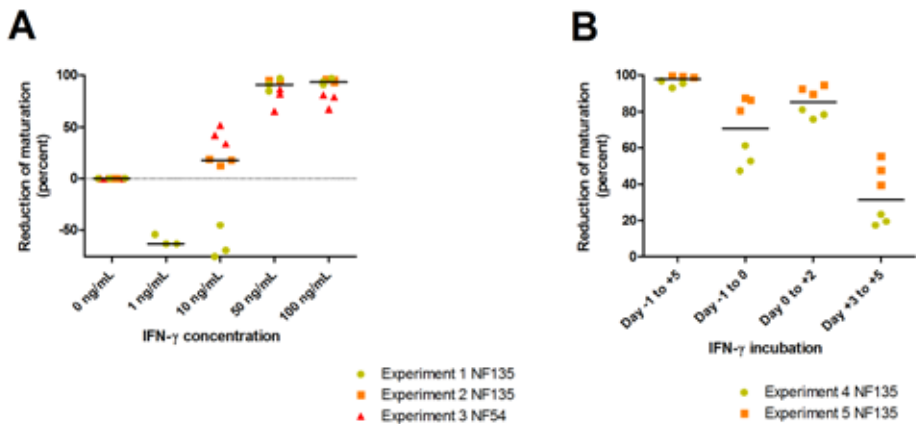 A
Reduction of maturation
(percent)
100
50
0
-50
0 ng/mL
1 ng/mL
10 ng/mL
50 ng/mL
100 ng/mL
IFN-γ concentration
Experiment 1 NF135
Experiment 2 NF135
Experiment 3 NF54
B
Reduction of maturation
(percent)
100
80
60
40
20
0
Day -1 to +5
Day -1 to 0
Day 0 to +2
Day +3 to +5
IFN-γ incubation
Experiment 4 NF135
Experiment 5 NF135